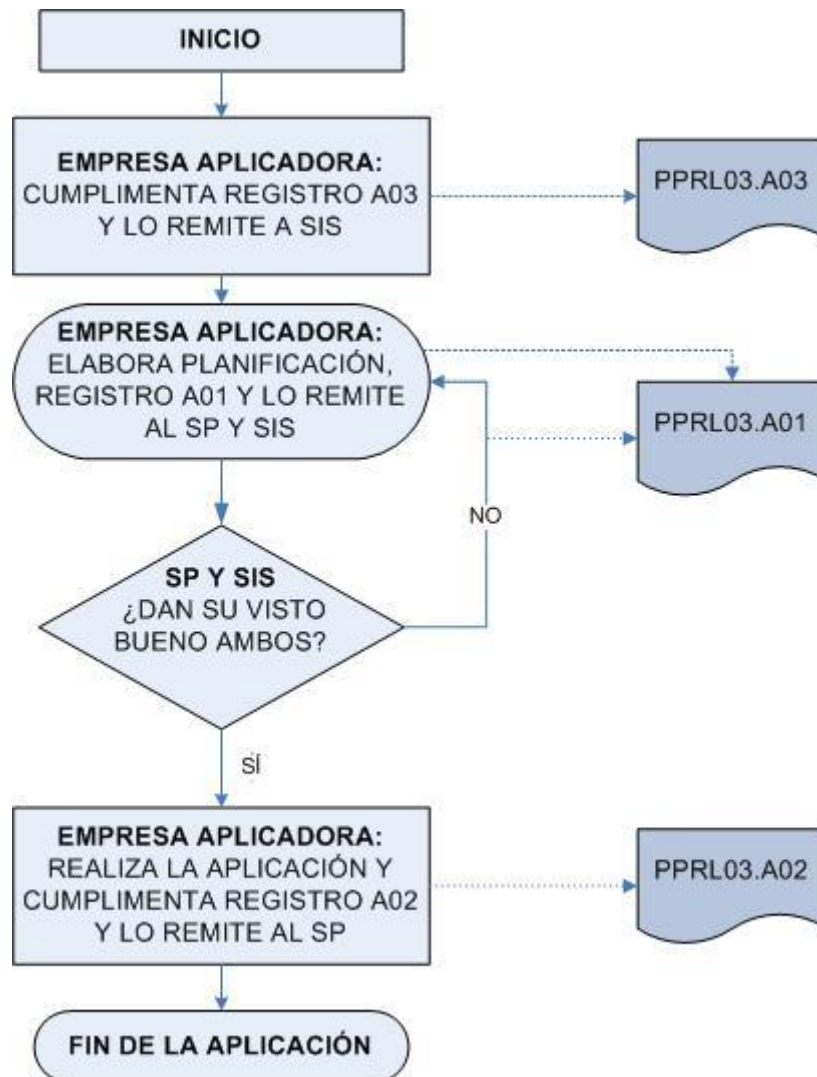 INICIO
EMPRESA APLICADORA:
CUMPLIMENTA REGISTRO A03
Y LO REMITE A SIS
PPRL03.A03
EMPRESA APLICADORA:
ELABORA PLANIFICACIÓN,
REGISTRO A01 Y LO REMITE
AL SP Y SIS
PPRL03.A01
NO
SP Y SIS
¿DAN SU VISTO
BUENO AMBOS?
SÍ
EMPRESA APLICADORA:
REALIZA LA APLICACIÓN Y
CUMPLIMENTA REGISTRO A02
Y LO REMITE AL SP
PPRL03.A02
FIN DE LA APLICACIÓN